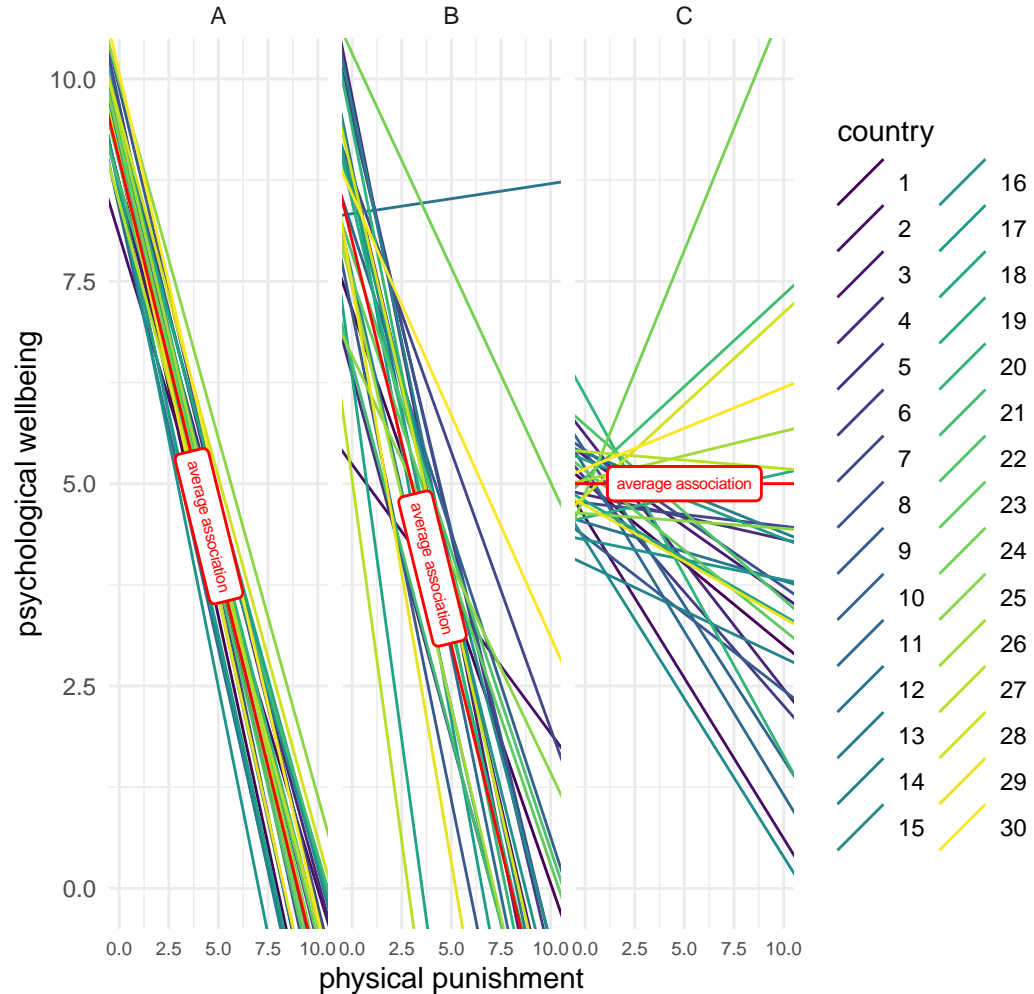 A B C
10.0
7.5
5.0
2.5
0.0
psychological wellbeing
average association
average association
average association
0.0 2.5 5.0 7.5 10.0
0.0 2.5 5.0 7.5 10.0
0.0 2.5 5.0 7.5 10.0
physical punishment
country
1 16
2 17
3 18
4 19
5 20
6 21
7 22
8 23
9 24
10 25
11 26
12 27
13 28
14 29
15 30